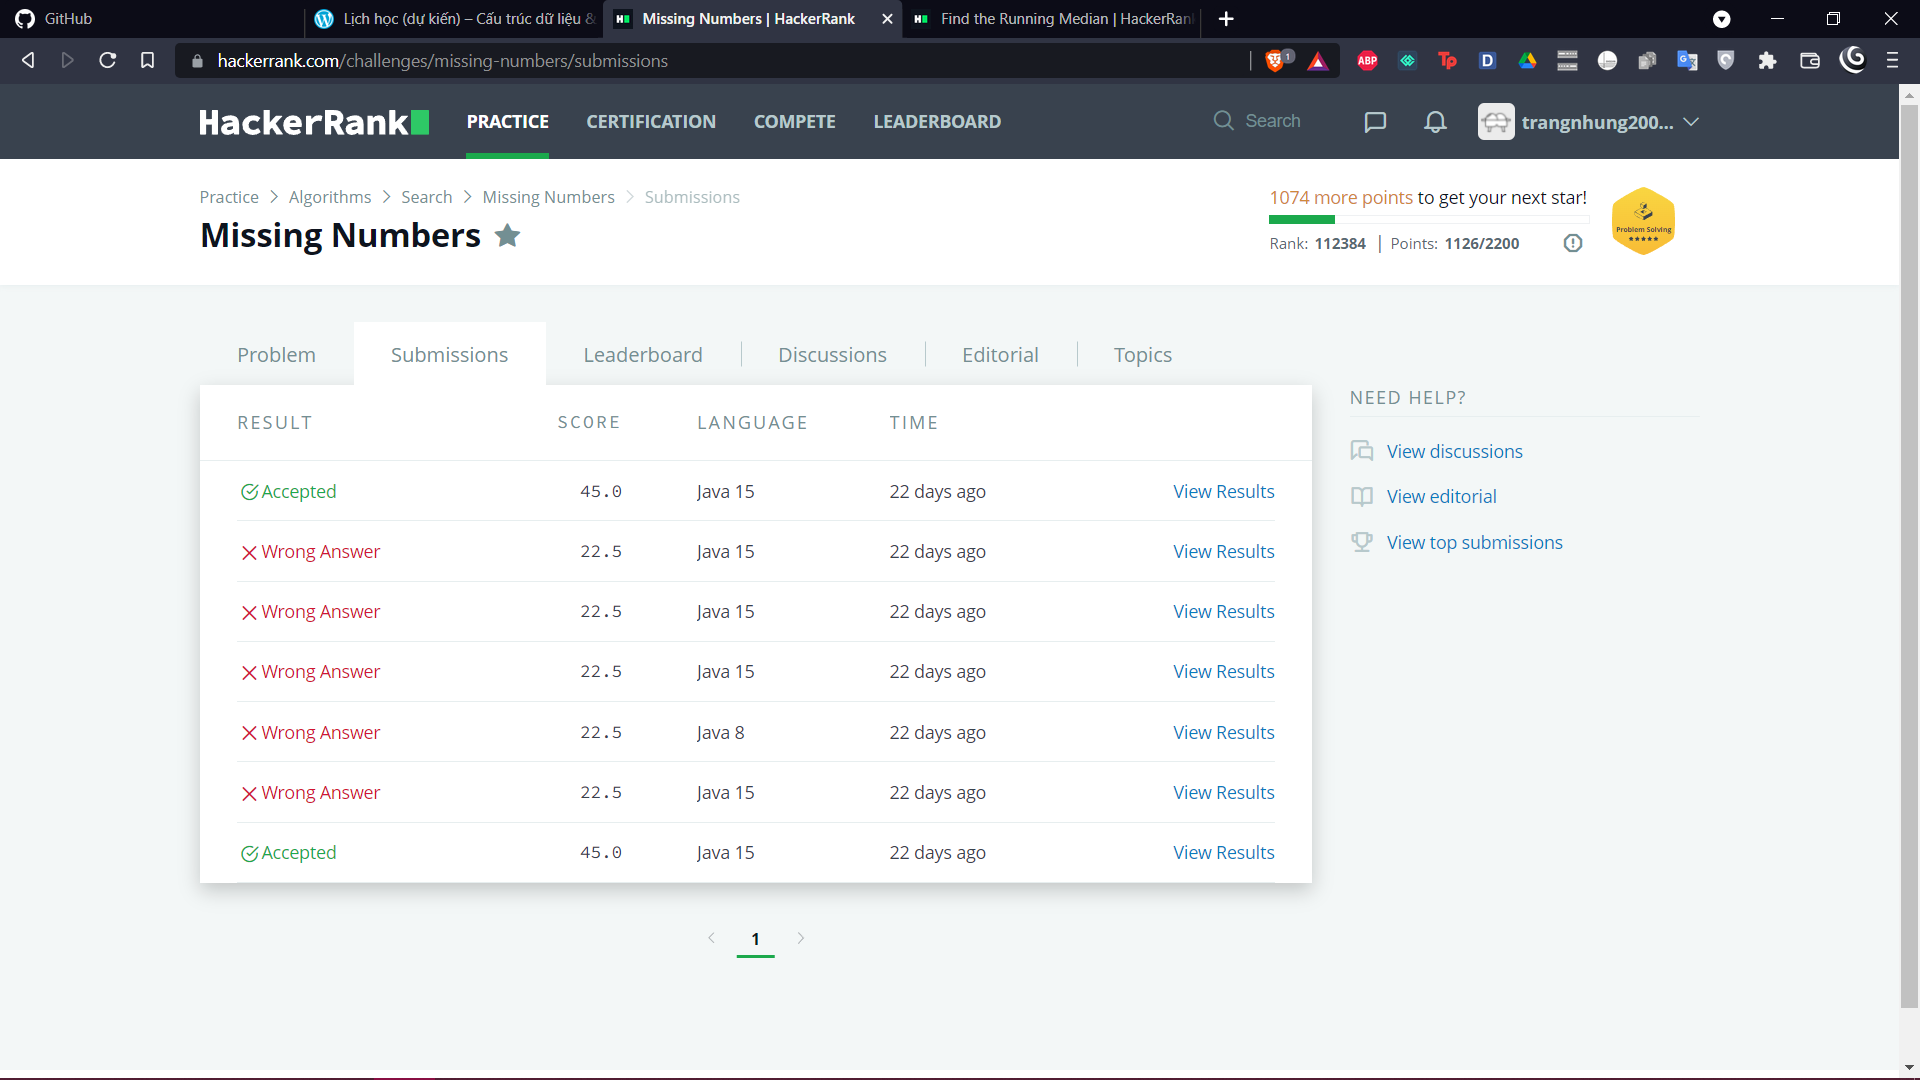 GitHub
Lịch học (dự kiến) – Cấu trúc dữ liệu &
Missing Numbers | HackerRank
Find the Running Median | HackerRan
hackerrank.com/challenges/missing-numbers/submissions
1
ABP
Tp
D
HackerRank
PRACTICE
CERTIFICATION
COMPETE
LEADERBOARD
Search
trangnhung200...
Practice > Algorithms > Search > Missing Numbers > Submissions
Missing Numbers
1074 more points to get your next star!
Rank: 112384 | Points: 1126/2200
Problem Solving
Problem
Submissions
Leaderboard
Discussions
Editorial
Topics
RESULT SCORE LANGUAGE TIME
Accepted 45.0 Java 15 22 days ago View Results
Wrong Answer 22.5 Java 15 22 days ago View Results
Wrong Answer 22.5 Java 15 22 days ago View Results
Wrong Answer 22.5 Java 15 22 days ago View Results
Wrong Answer 22.5 Java 8 22 days ago View Results
Wrong Answer 22.5 Java 15 22 days ago View Results
Accepted 45.0 Java 15 22 days ago View Results
1
NEED HELP?
View discussions
View editorial
View top submissions